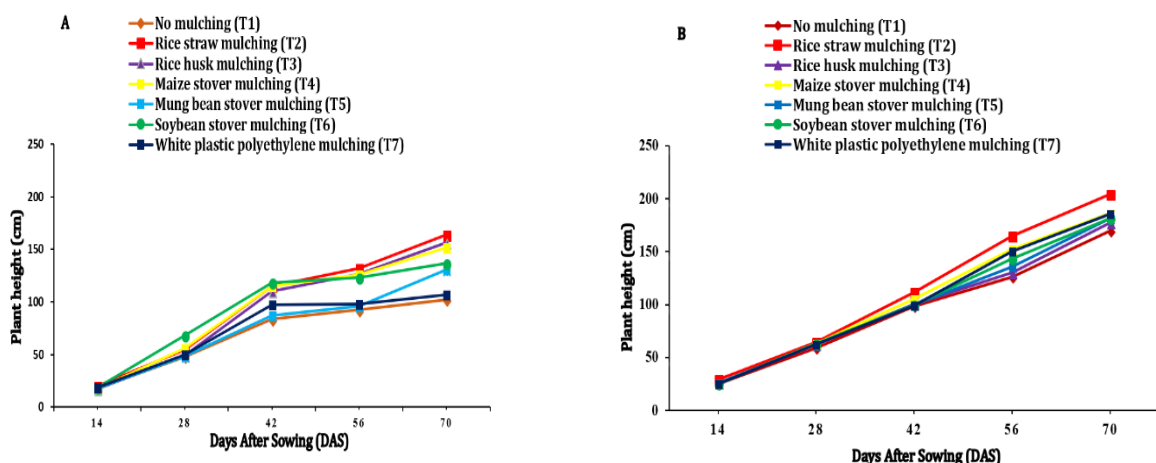 A
No mulching (T1)
Rice straw mulching (T2)
Rice husk mulching (T3)
Maize stover mulching (T4)
Mung bean stover mulching (T5)
Soybean stover mulching (T6)
White plastic polyethylene mulching (T7)
250
200
150
100
50
0
Plant height (cm)
14 28 42 56 70
Days After Sowing (DAS)
B
No mulching (T1)
Rice straw mulching (T2)
Rice husk mulching (T3)
Maize stover mulching (T4)
Mung bean stover mulching (T5)
Soybean stover mulching (T6)
White plastic polyethylene mulching (T7)
250
200
150
100
50
0
Plant height (cm)
14 28 42 56 70
Days After Sowing (DAS)